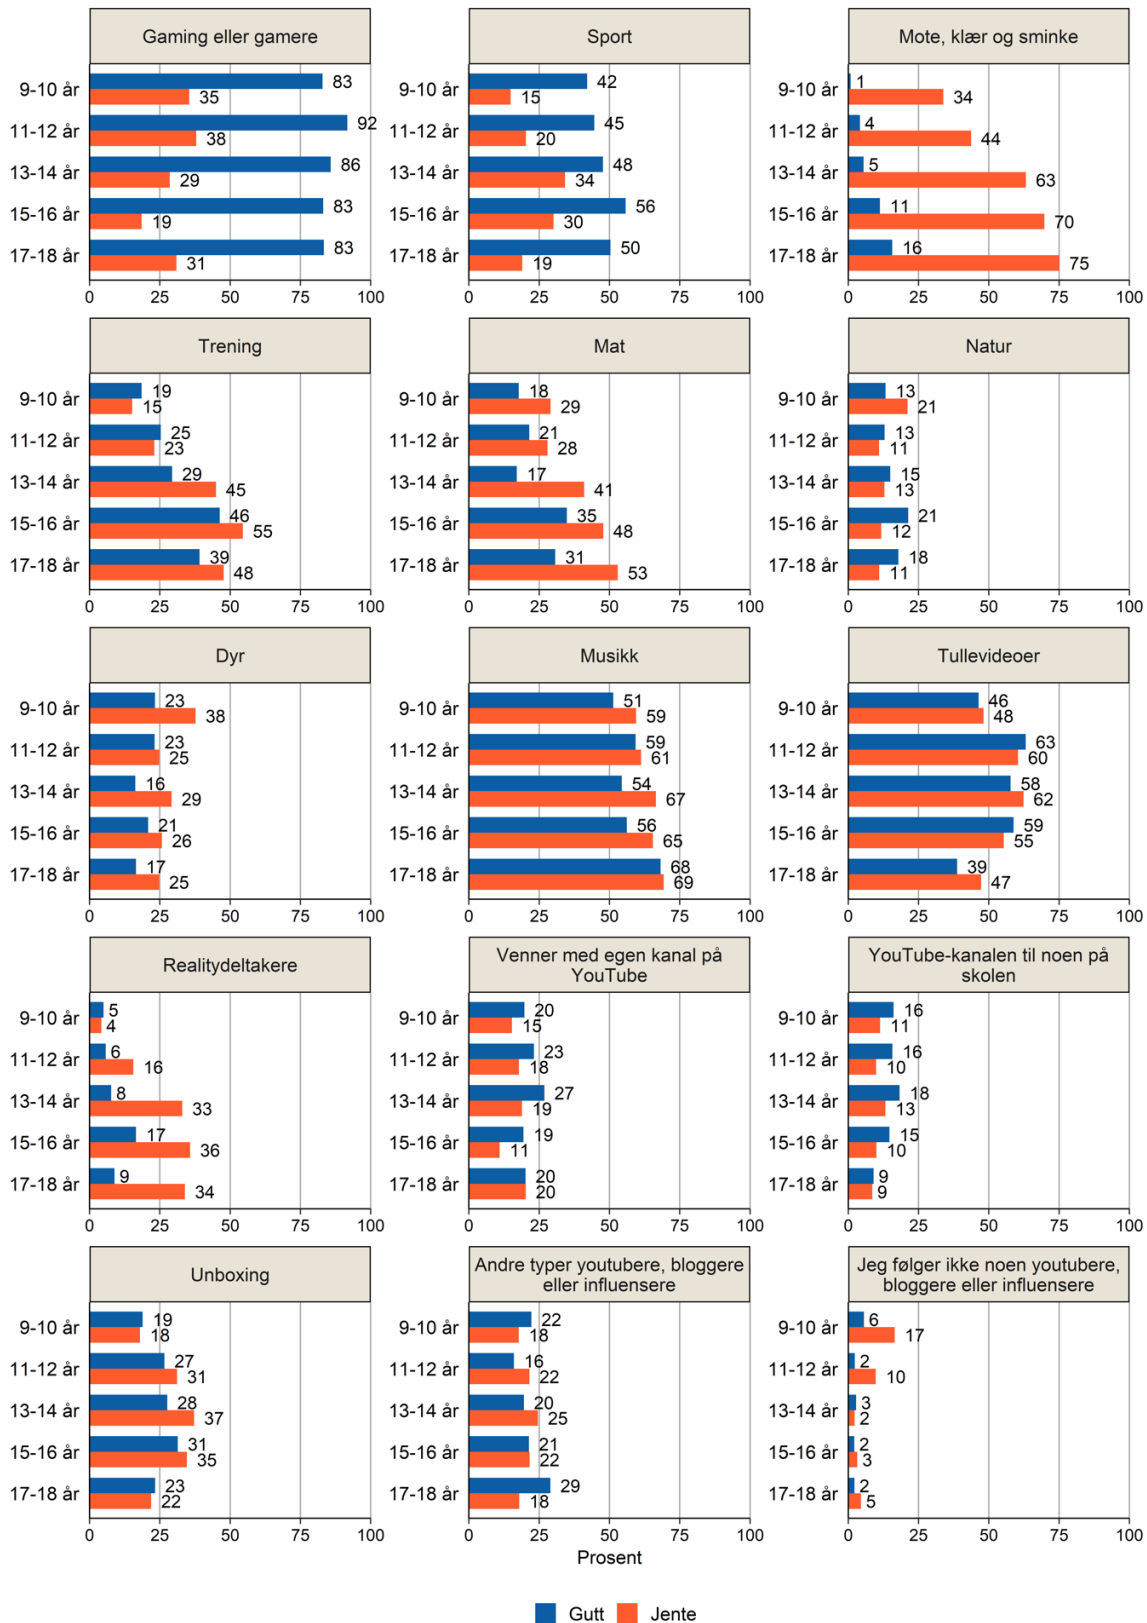 Gaming eller gamere
9-10 år 83
35
11-12 år 92
38
13-14 år 86
29
15-16 år 83
19
17-18 år 83
31
0 25 50 75 100
Sport
9-10 år 42
15
11-12 år 45
20
13-14 år 48
34
15-16 år 56
30
17-18 år 50
19
0 25 50 75 100
Mote, klær og sminke
9-10 år 1
34
11-12 år 4
44
13-14 år 5
63
15-16 år 11
70
17-18 år 16
75
0 25 50 75 100
Trening
9-10 år 19
15
11-12 år 25
23
13-14 år 29
45
15-16 år 46
55
17-18 år 39
48
0 25 50 75 100
Mat
9-10 år 18
29
11-12 år 21
28
13-14 år 17
41
15-16 år 35
48
17-18 år 31
53
0 25 50 75 100
Natur
9-10 år 13
21
11-12 år 13
11
13-14 år 15
13
15-16 år 21
12
17-18 år 18
11
0 25 50 75 100
Dyr
9-10 år 23
38
11-12 år 23
25
13-14 år 16
29
15-16 år 21
26
17-18 år 17
25
0 25 50 75 100
Musikk
9-10 år 51
59
11-12 år 59
61
13-14 år 54
67
15-16 år 56
65
17-18 år 68
69
0 25 50 75 100
Tullevideoer
9-10 år 46
48
11-12 år 63
60
13-14 år 58
62
15-16 år 59
55
17-18 år 39
47
0 25 50 75 100
Realitydeltakere
9-10 år 5
4
11-12 år 6
16
13-14 år 8
33
15-16 år 17
36
17-18 år 9
34
0 25 50 75 100
Venner med egen kanal på
YouTube
9-10 år 20
15
11-12 år 23
18
13-14 år 27
19
15-16 år 19
11
17-18 år 20
20
0 25 50 75 100
YouTube-kanalen til noen på
skolen
9-10 år 16
11
11-12 år 16
10
13-14 år 18
13
15-16 år 15
10
17-18 år 9
9
0 25 50 75 100
Unboxing
9-10 år 19
18
11-12 år 27
31
13-14 år 28
37
15-16 år 31
35
17-18 år 23
22
0 25 50 75 100
Andre typer youtubere, bloggere
eller influensere
9-10 år 22
18
11-12 år 16
22
13-14 år 20
25
15-16 år 21
22
17-18 år 29
18
0 25 50 75 100
Jeg følger ikke noen youtubere,
bloggere eller influensere
9-10 år 6
17
11-12 år 2
10
13-14 år 3
2
15-16 år 2
3
17-18 år 2
5
0 25 50 75 100
Prosent
Gutt Jente